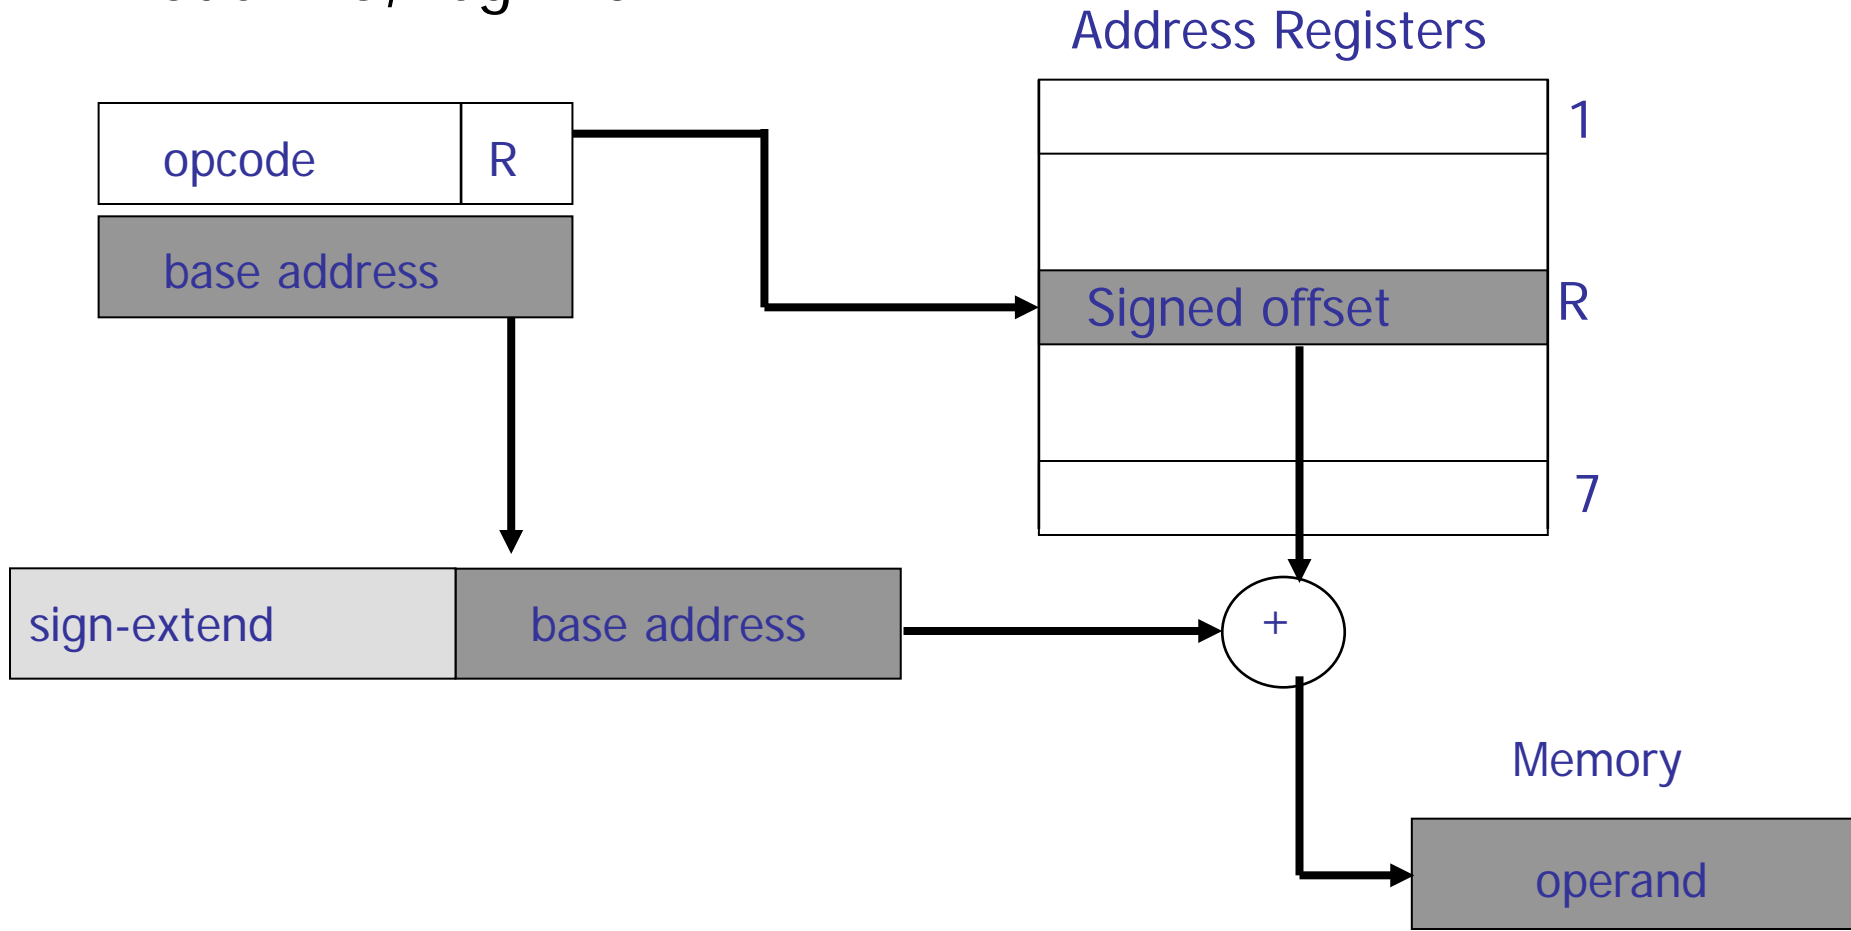 Address Registers
1
opcode R
base address
Signed offset R
7
sign-extend base address
+
Memory
operand